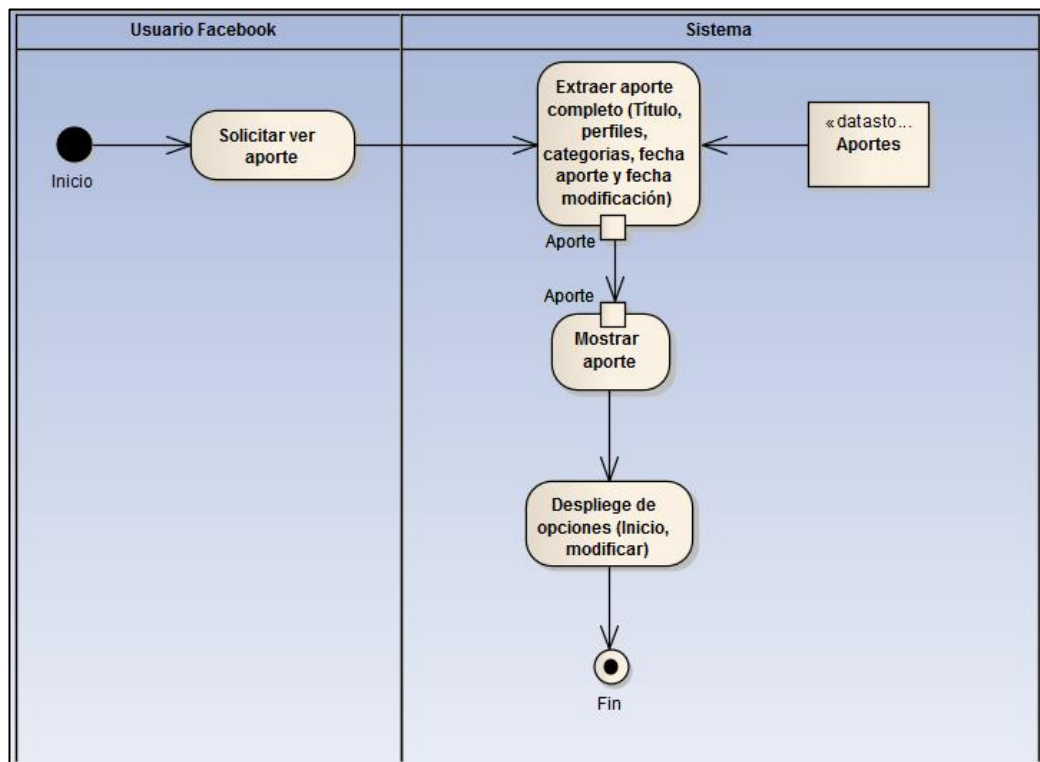 Usuario Facebook
Sistema
Inicio
Solicitar ver
aporte
Extraer aporte
completo (Titulo,
perfiles,
categorias, fecha
aporte y fecha
modificación)
«datasto...
Aportes
Aporte
Aporte
Mostrar
aporte
Despliege de
opciones (Inicio,
modificar)
Fin